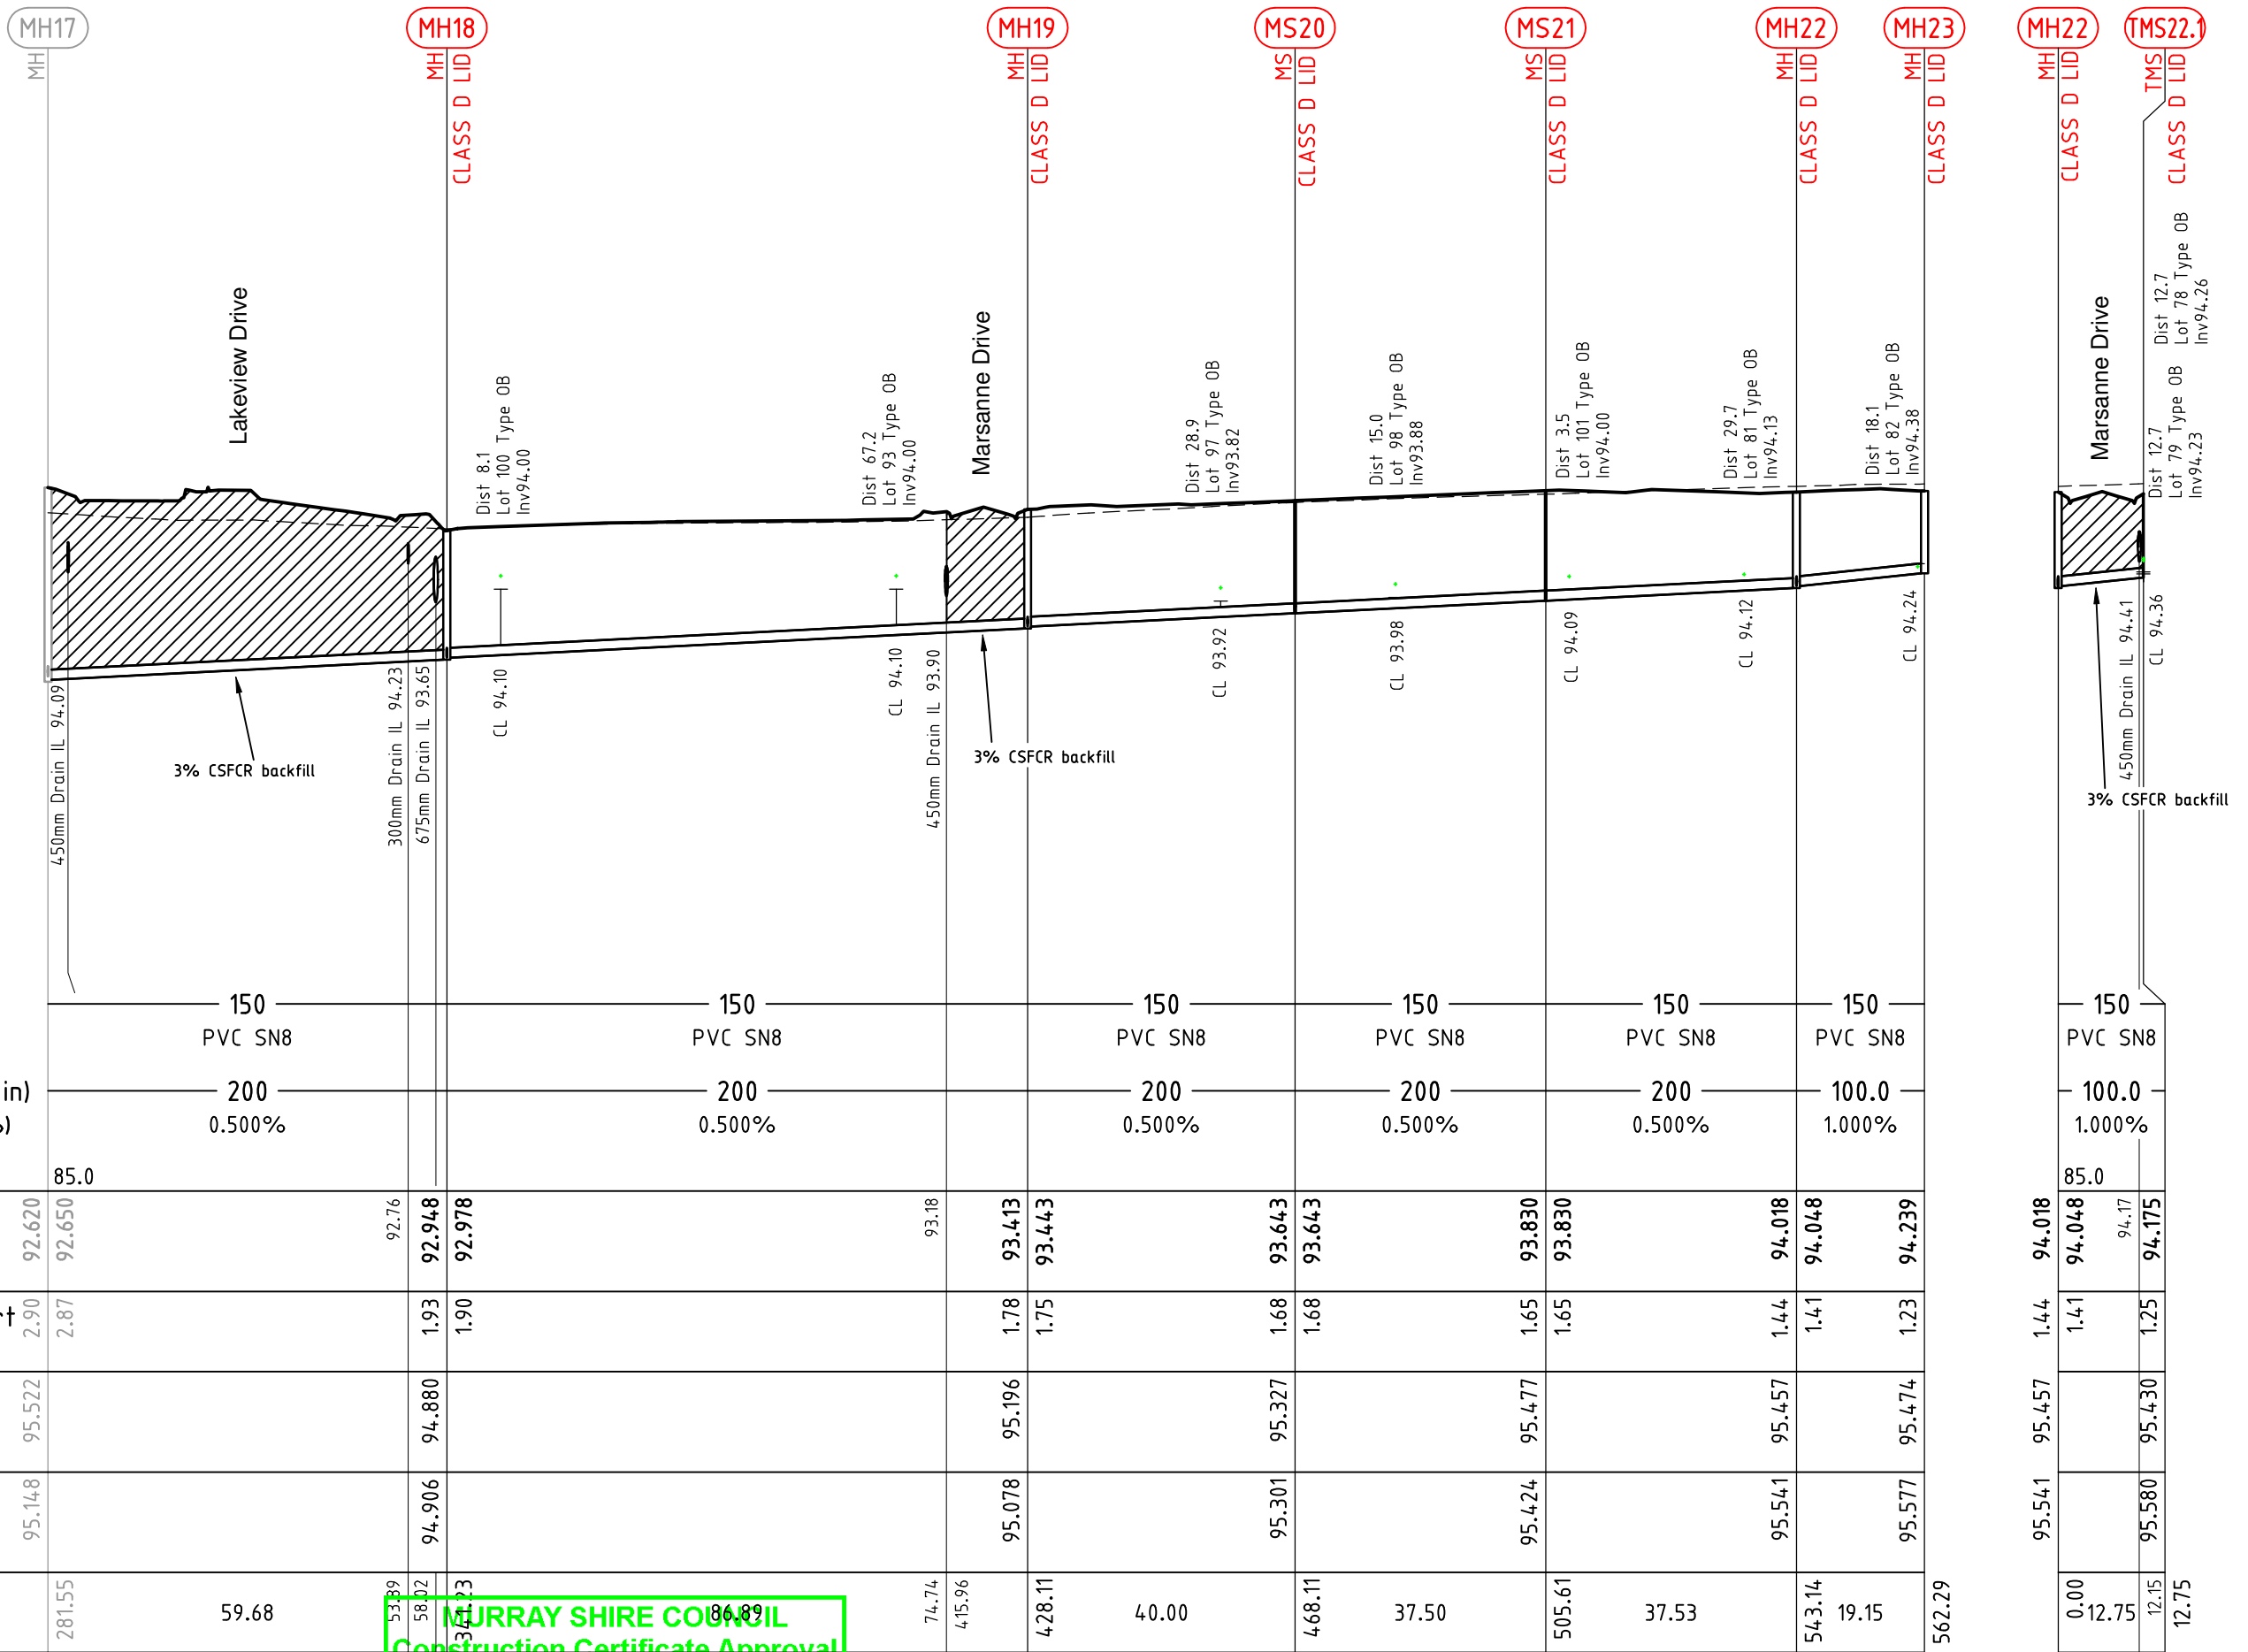 MH17
MH18
MH19
MS20
MS21
MH22
MH23
MH22
TMS22.1
MH
MH
CLASS D LID
MH
CLASS D LID
MS
CLASS D LID
MS
CLASS D LID
MH
CLASS D LID
MH
CLASS D LID
MH
CLASS D LID
TMS
CLASS D LID
Lakeview Drive
Dist 8.1
Lot 100 Type OB
Inv94.00
Dist 67.2
Lot 93 Type OB
Inv94.00
Marsanne Drive
Dist 28.9
Lot 97 Type OB
Inv93.82
Dist 15.0
Lot 98 Type OB
Inv93.88
Dist 3.5
Lot 101 Type OB
Inv94.00
Dist 29.7
Lot 81 Type OB
Inv94.13
Dist 18.1
Lot 82 Type OB
Inv94.38
Marsanne Drive
Dist 12.7
Lot 78 Type OB
Inv94.26
Dist 12.7
Lot 79 Type OB
Inv94.23
450mm Drain IL 94.09
3% CSFCR backfill
300mm Drain IL 94.23
675mm Drain IL 93.65
CL 94.10
CL 94.10
450mm Drain IL 93.90
3% CSFCR backfill
CL 93.92
CL 93.98
CL 94.09
CL 94.12
CL 94.24
450mm Drain IL 94.41
CL 94.36
3% CSFCR backfill
150 150 150 150 150 150 150
PVC SN8 PVC SN8 PVC SN8 PVC SN8 PVC SN8 PVC SN8 PVC SN8
in) 200 200 200 200 200 100.0 100.0
) 0.500% 0.500% 0.500% 0.500% 0.500% 1.000% 1.000%
85.0 85.0
92.620 92.650 92.76 92.948 92.978 93.18 93.413 93.443 93.643 93.643 93.830 93.830 94.018 94.048 94.239 94.018 94.048 94.17 94.175
t 2.90 2.87 1.93 1.90 1.78 1.75 1.68 1.68 1.65 1.65 1.44 1.41 1.23 1.44 1.41 1.25
95.522 94.880 95.196 95.327 95.477 95.457 95.474 95.457 95.430
95.148 94.906 95.078 95.301 95.424 95.541 95.577 95.541 95.580
281.55 59.68 53.89 58.02 341.23 86.89 74.74 415.96 428.11 40.00 468.11 37.50 505.61 37.53 543.14 19.15 562.29 0.00 12.75 12.15 12.75
MURRAY SHIRE COUNCIL
Construction Certificate Approval